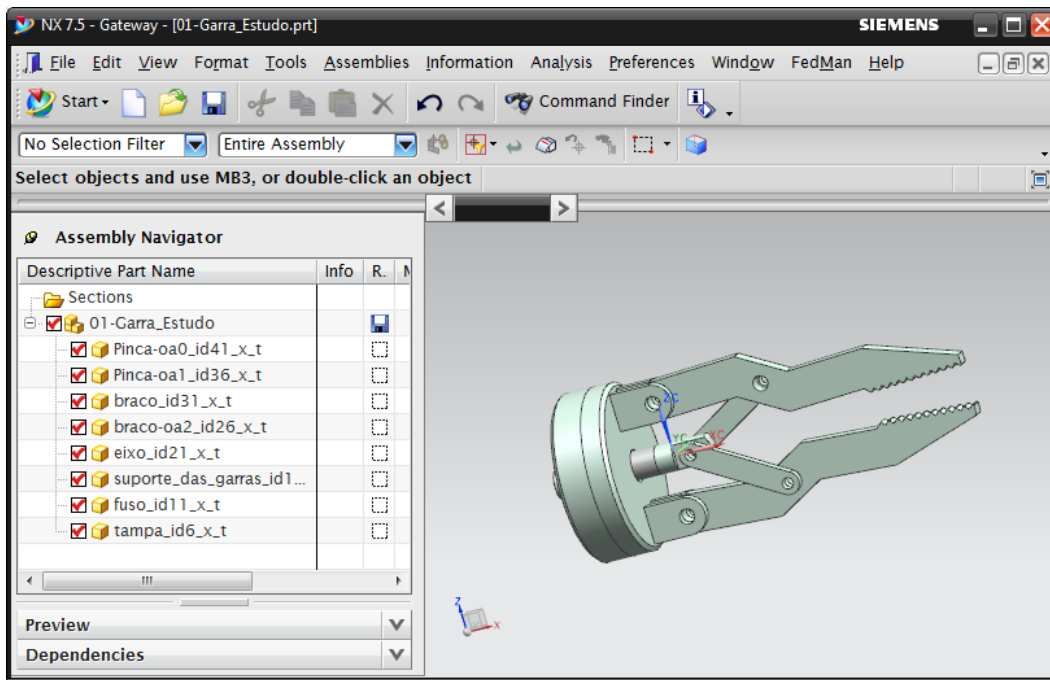 NX 7.5 - Gateway - [01-Garra_Estudo.prt] SIEMENS
File Edit View Format Tools Assemblies Information Analysis Preferences Window FedMan Help
Start Command Finder
No Selection Filter Entire Assembly
Select objects and use MB3, or double-click an object
Assembly Navigator
Descriptive Part Name Info R. M
Sections
01-Garra_Estudo
Pinca-oa0_id41_x_t
Pinca-oa1_id36_x_t
braco_id31_x_t
braco-oa2_id26_x_t
eixo_id21_x_t
suporte_das_garras_id1...
fuso_id11_x_t
tampa_id6_x_t
Preview
Dependencies
ZC
YC
XC
Z
X